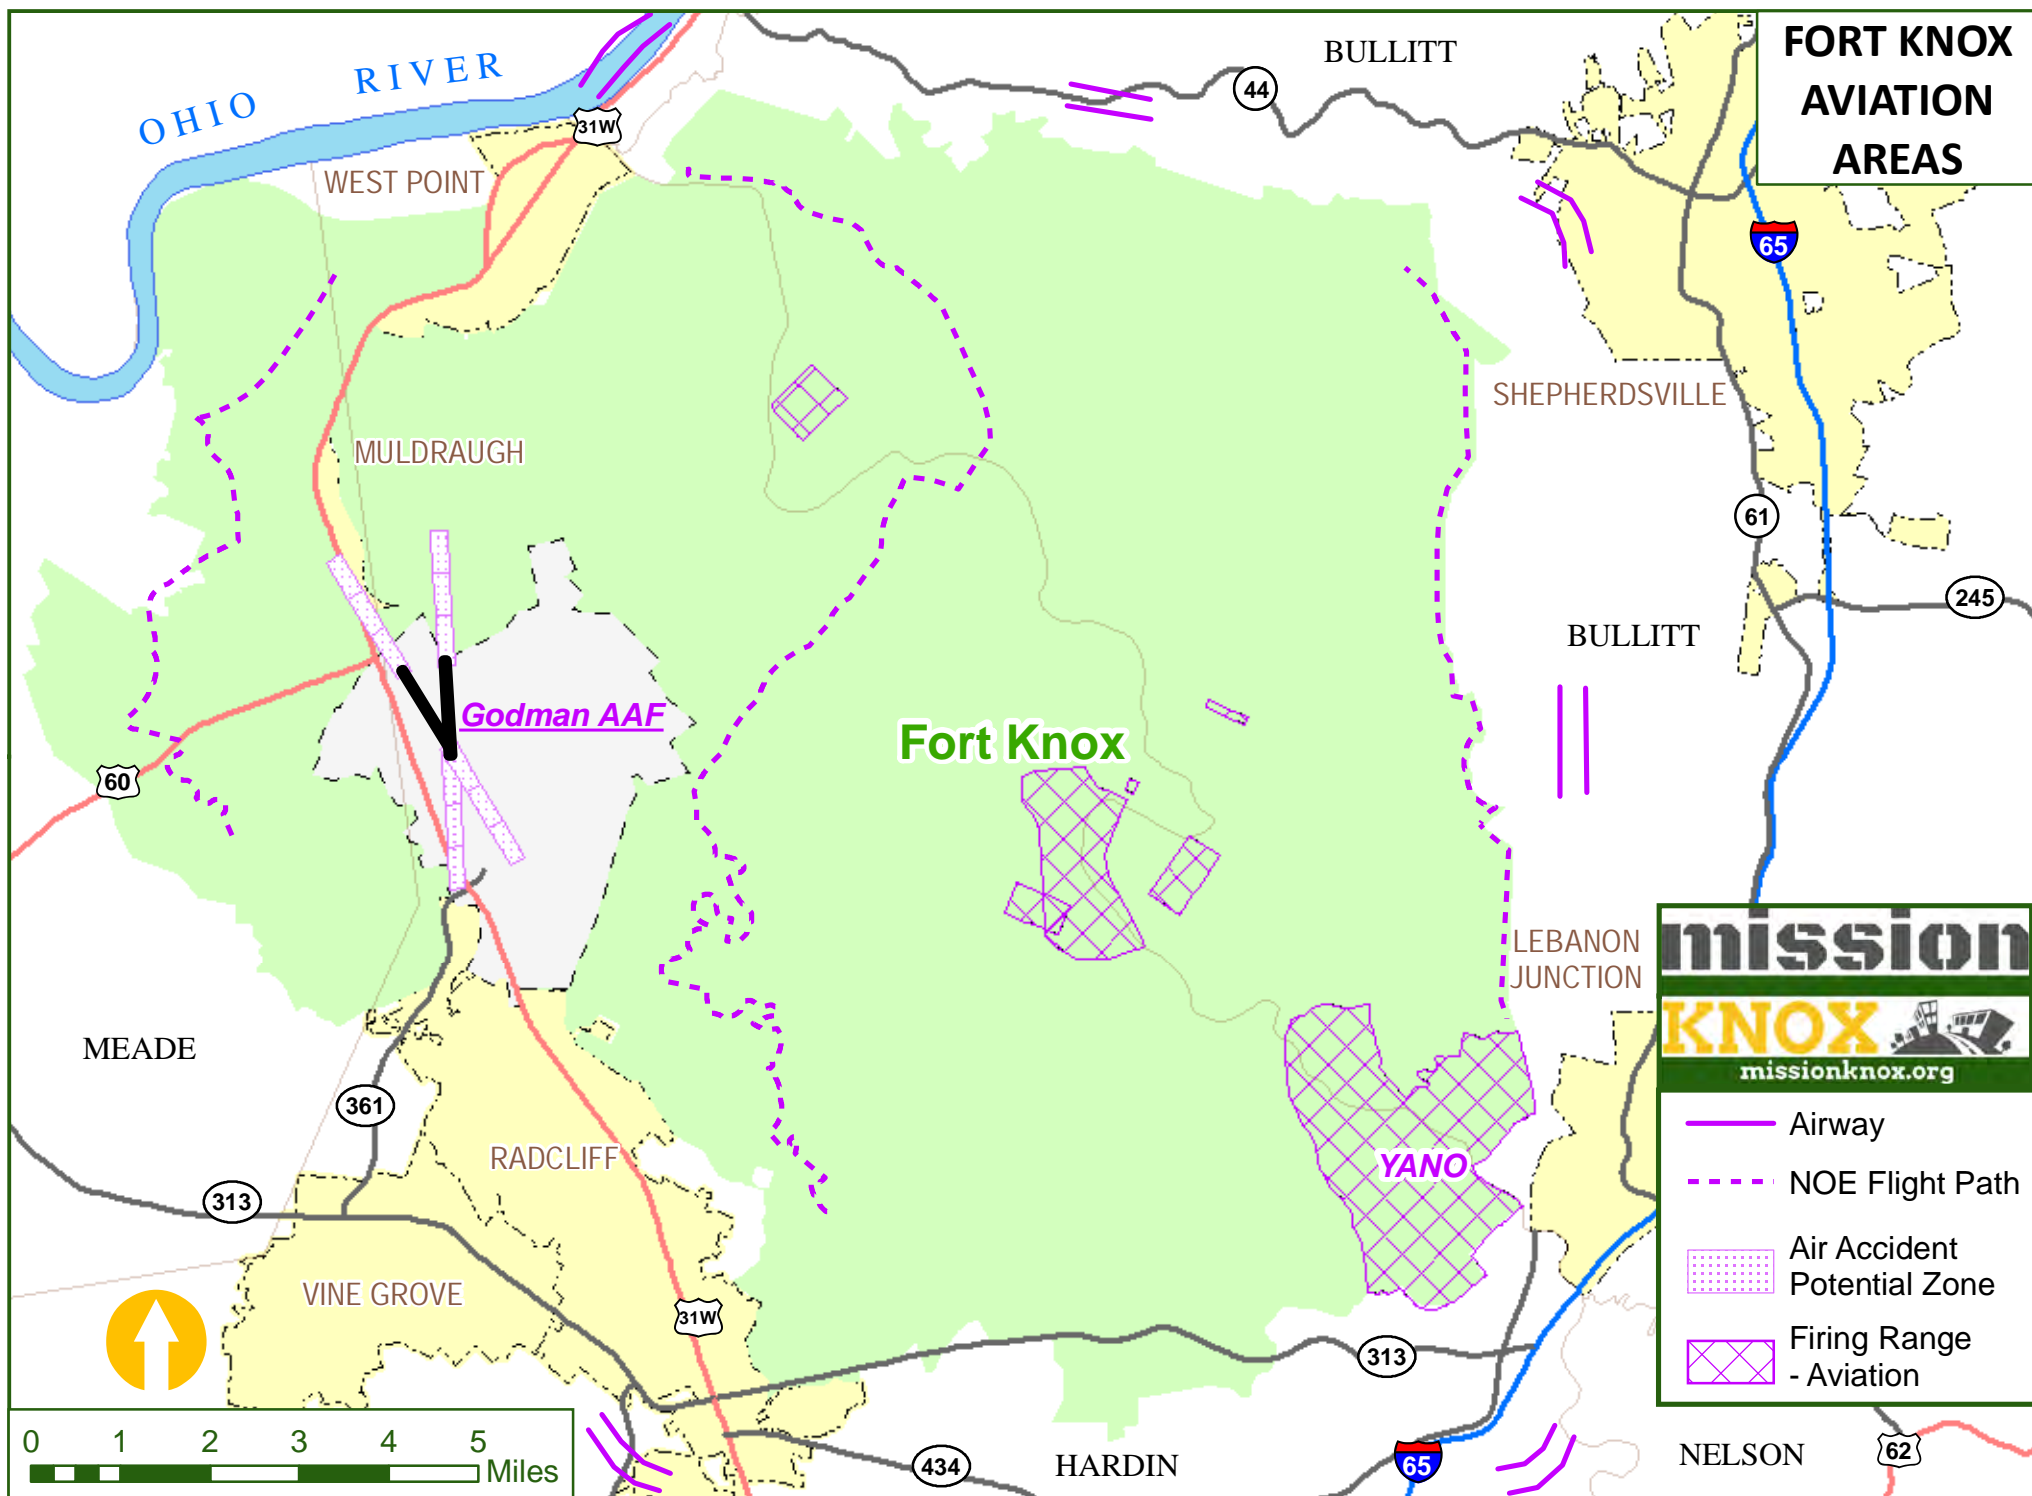 FORT KNOX
AVIATION
AREAS
OHIO RIVER
BULLITT
44
31W
WEST POINT
65
SHEPHERDSVILLE
MULDRAUGH
61
245
BULLITT
Godman AAF
Fort Knox
60
LEBANON
JUNCTION
MEADE
361
RADCLIFF
YANO
313
VINE GROVE
31W
313
434
HARDIN
65
NELSON
62
mission
KNOX
missionknox.org
Airway
NOE Flight Path
Air Accident
Potential Zone
Firing Range
- Aviation
0 1 2 3 4 5
Miles